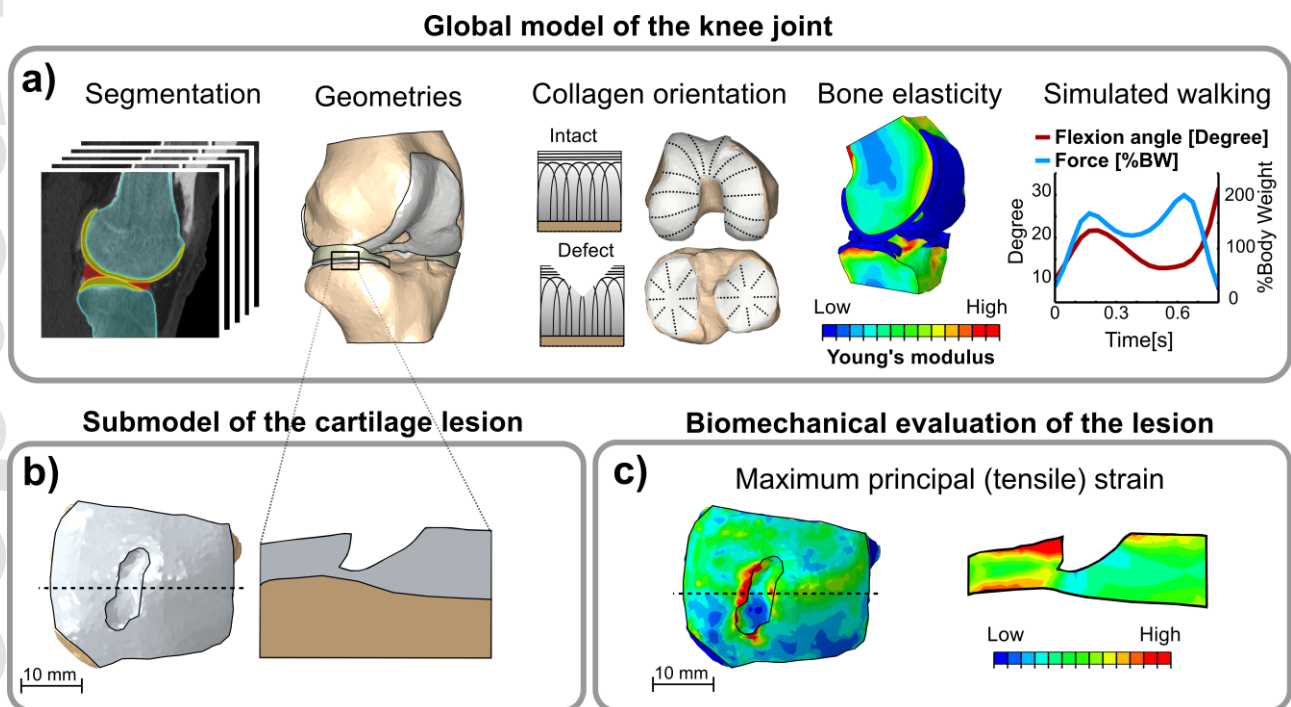 Global model of the knee joint
a)
Segmentation
Geometries
Collagen orientation
Bone elasticity
Simulated walking
Intact
Defect
Low High
Young's modulus
Flexion angle [Degree]
Force [%BW]
Degree
30
20
10
%Body Weight
200
100
0
0 0.3 0.6
Time[s]
Submodel of the cartilage lesion
b)
10 mm
Biomechanical evaluation of the lesion
c)
Maximum principal (tensile) strain
10 mm
Low High